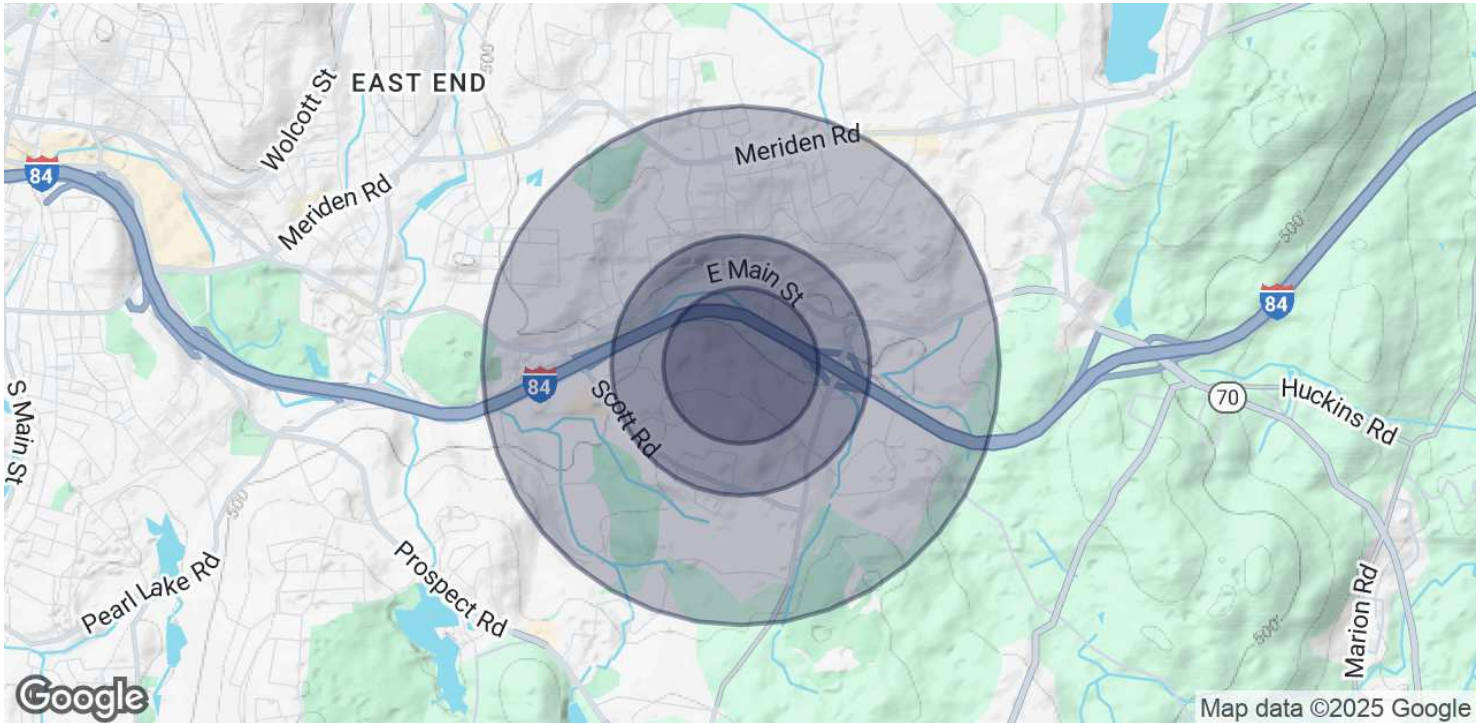 EAST END
Wolcott St
500
Meriden Rd
84
Meriden Rd
E Main St
500
84
84
S Main St
Scott Rd
70
Huckins Rd
500
Prospect Rd
Pearl Lake Rd
Marion Rd
500
Google
Map data ©2025 Google